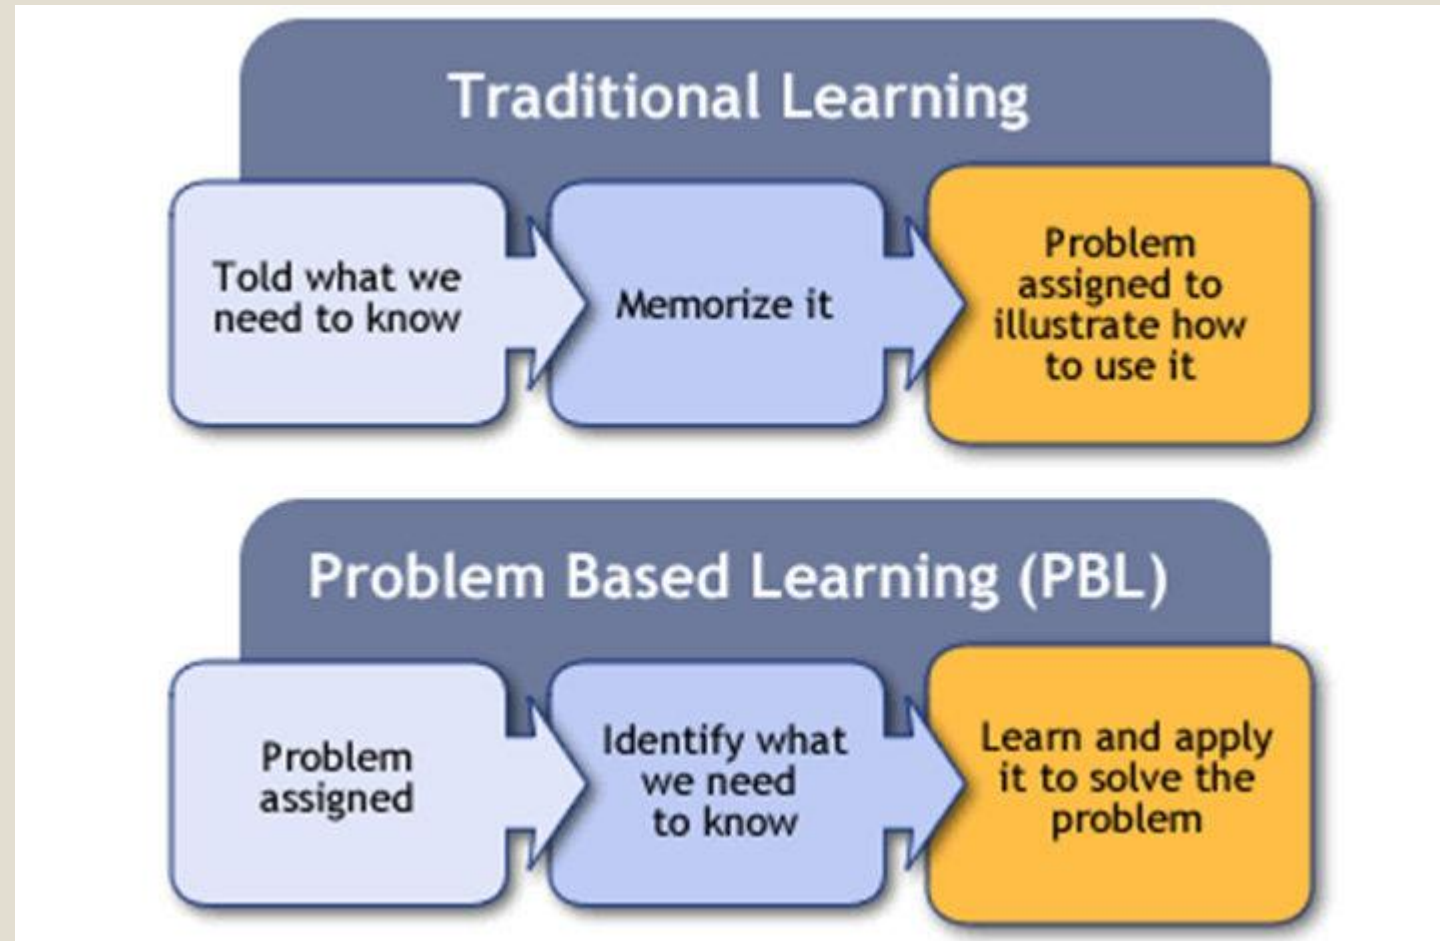 Traditional Learning
Told what we
need to know
Memorize it
Problem
assigned to
illustrate how
to use it
Problem Based Learning (PBL)
Problem
assigned
Identify what
we need
to know
Learn and apply
it to solve the
problem